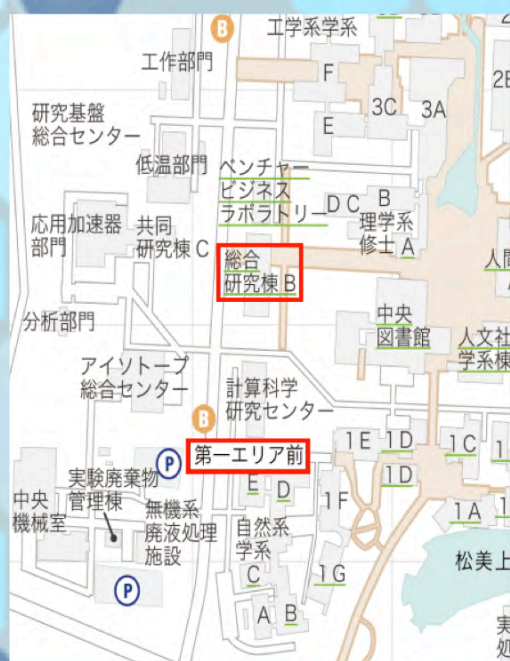 B
工学系学系
工作部門
F
2E
3C
3A
研究基盤
総合センター
E
低温部門
ベンチャー
ビジネス
ラボラトリー
D C
B
理学系
修士
A
応用加速器
部門
共同
研究棟 C
総合
研究棟 B
人間
中央
図書館
分析部門
人文社
学系棟
アイソトープ
総合センター
計算科学
研究センター
B
第一エリア前
P
1E
1D
1C
1D
実験廃棄物
管理棟
E
D
1F
中央
機械室
無機系
廃液処理
施設
自然系
学系
1A
C
1G
松美上
P
A
B
実
処